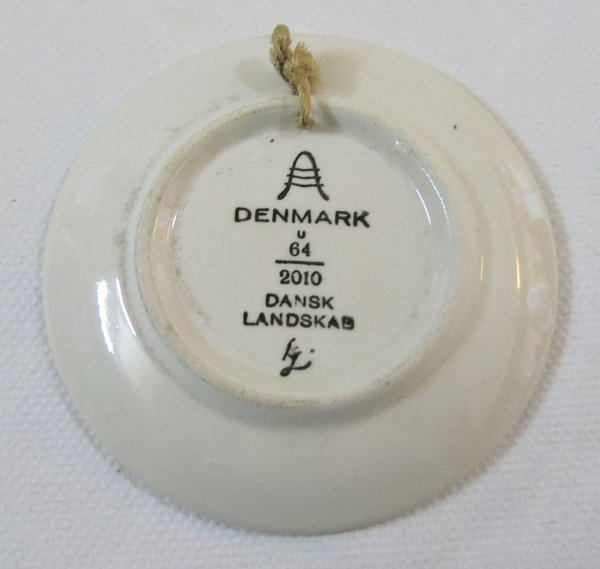 DENMARK
u
64
2010
DANSK
LANDSKAB